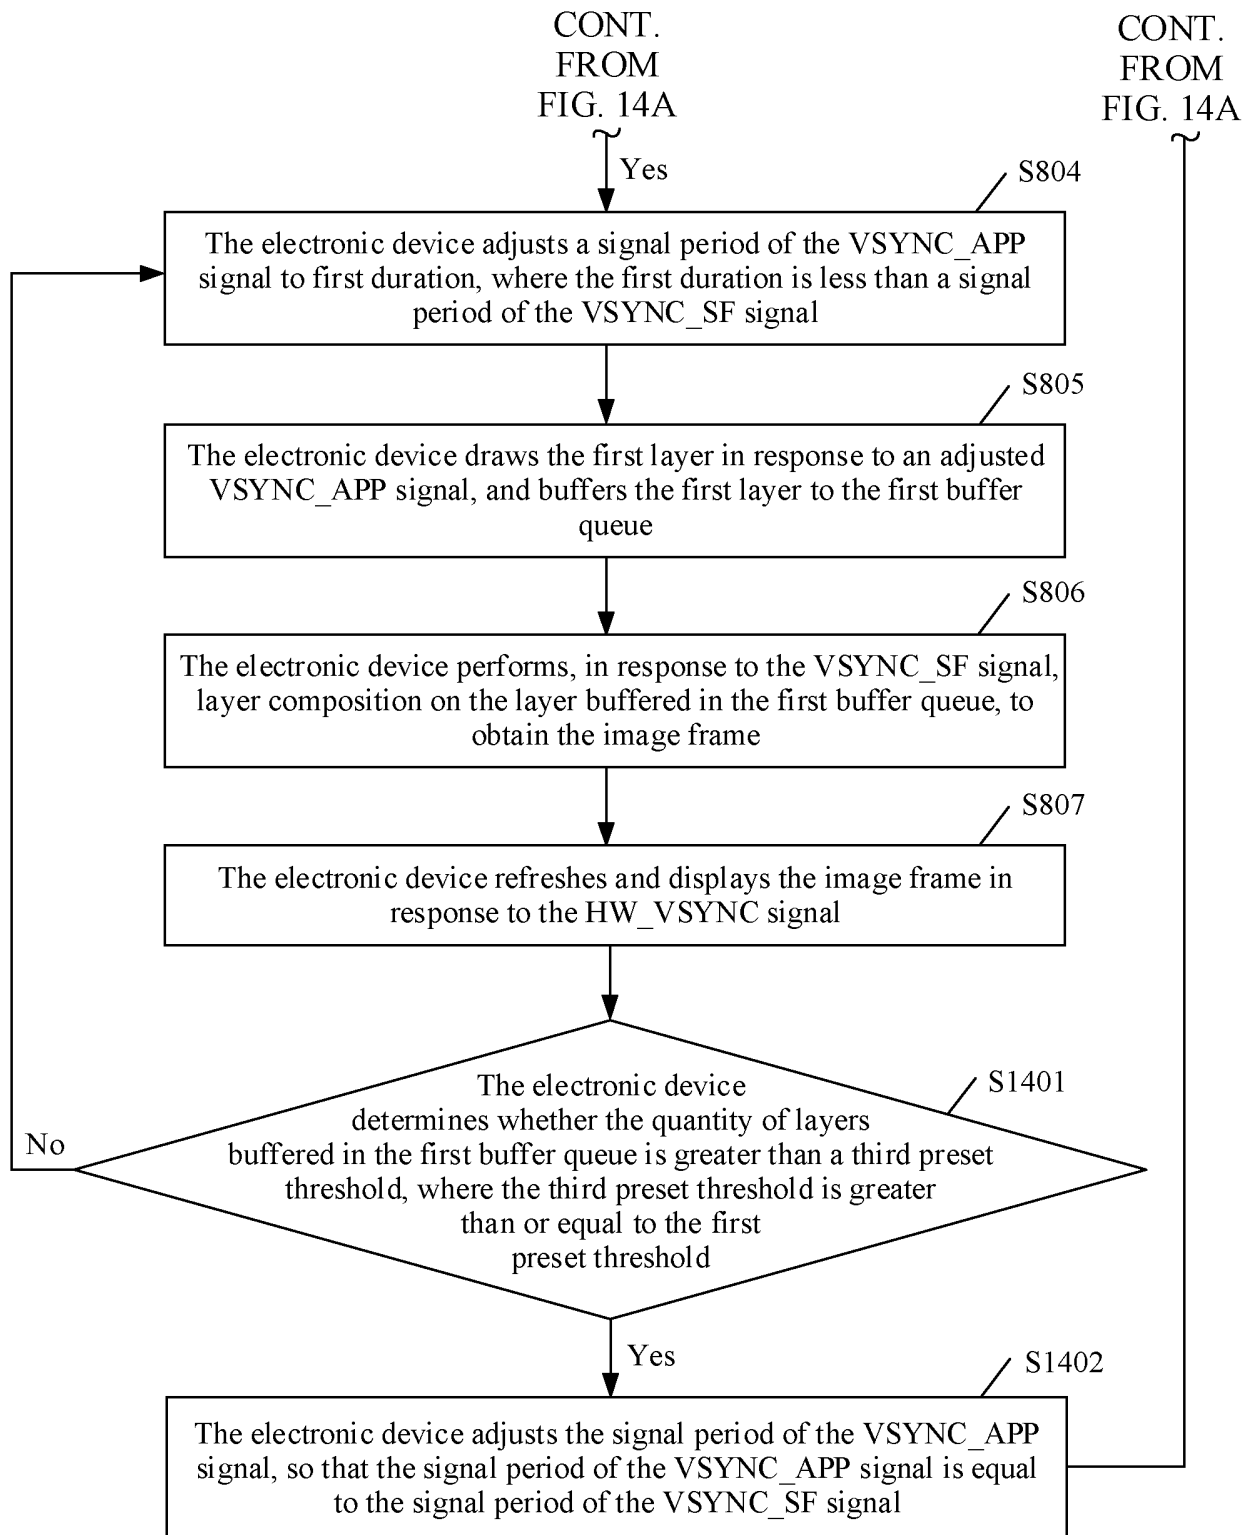 CONT.
FROM
FIG. 14A
CONT.
FROM
FIG. 14A
Yes
S804
The electronic device adjusts a signal period of the VSYNC_APP
signal to first duration, where the first duration is less than a signal
period of the VSYNC_SF signal
S805
The electronic device draws the first layer in response to an adjusted
VSYNC_APP signal, and buffers the first layer to the first buffer
queue
S806
The electronic device performs, in response to the VSYNC_SF signal,
layer composition on the layer buffered in the first buffer queue, to
obtain the image frame
S807
The electronic device refreshes and displays the image frame in
response to the HW_VSYNC signal
S1401
The electronic device
determines whether the quantity of layers
buffered in the first buffer queue is greater than a third preset
threshold, where the third preset threshold is greater
than or equal to the first
preset threshold
No
Yes
S1402
The electronic device adjusts the signal period of the VSYNC_APP
signal, so that the signal period of the VSYNC_APP signal is equal
to the signal period of the VSYNC_SF signal